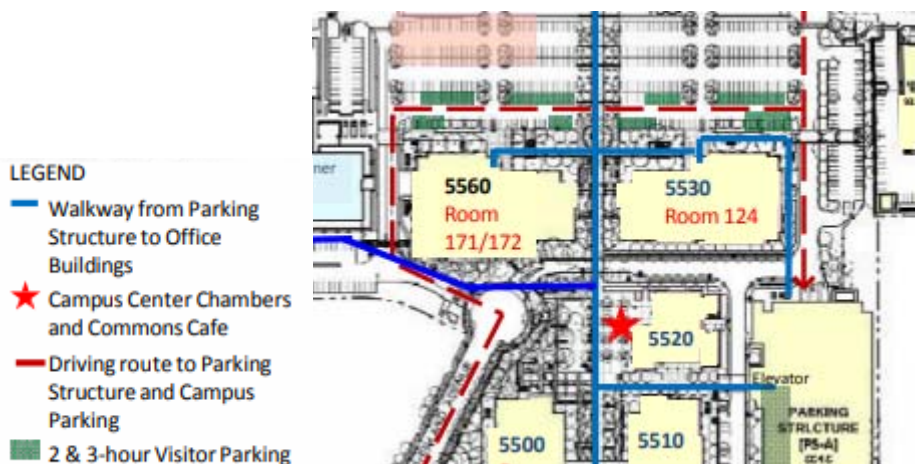 LEGEND
Walkway from Parking
Structure to Office
Buildings
Campus Center Chambers
and Commons Cafe
Driving route to Parking
Structure and Campus
Parking
2 & 3-hour Visitor Parking
5560
Room
171/172
5530
Room 124
5520
Elevator
PARKING
STRLCTURE
[PS-A]
5500
5510